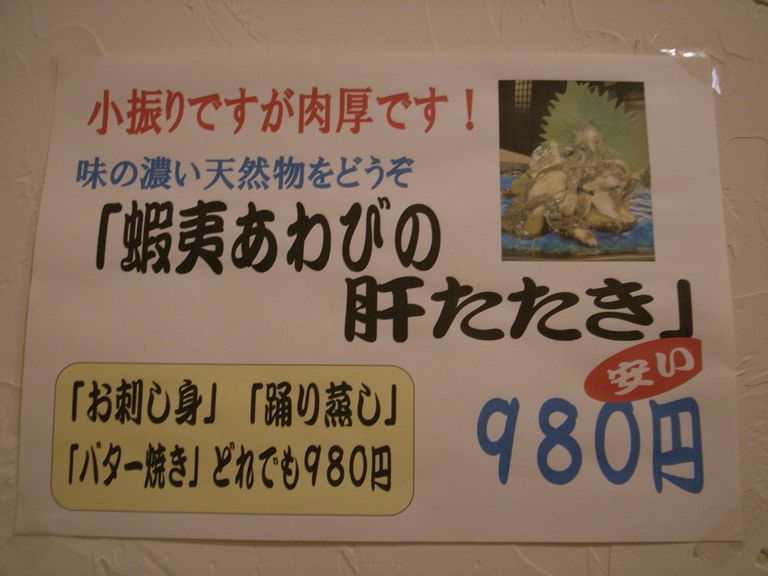 小振りですが肉厚です！
味の濃い天然物をどうぞ
「蝦夷あわびの
肝たたき」
安い
980円
「お刺し身」「踊り蒸し」
「バター焼き」どれでも980円